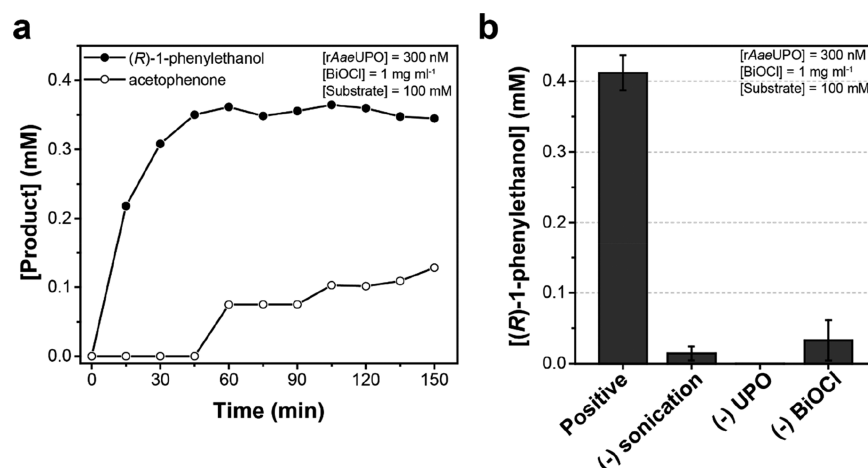 a
(R)-1-phenylethanol
acetophenone
[rAaeUPO] = 300 nM
[BiOCl] = 1 mg ml⁻¹
[Substrate] = 100 mM
0.4
0.3
0.2
0.1
0.0
[Product] (mM)
0 30 60 90 120 150
Time (min)
b
[rAaeUPO] = 300 nM
[BiOCl] = 1 mg ml⁻¹
[Substrate] = 100 mM
0.4
0.3
0.2
0.1
0.0
[(R)-1-phenylethanol] (mM)
Positive
(-) sonication
(-) UPO
(-) BiOCl